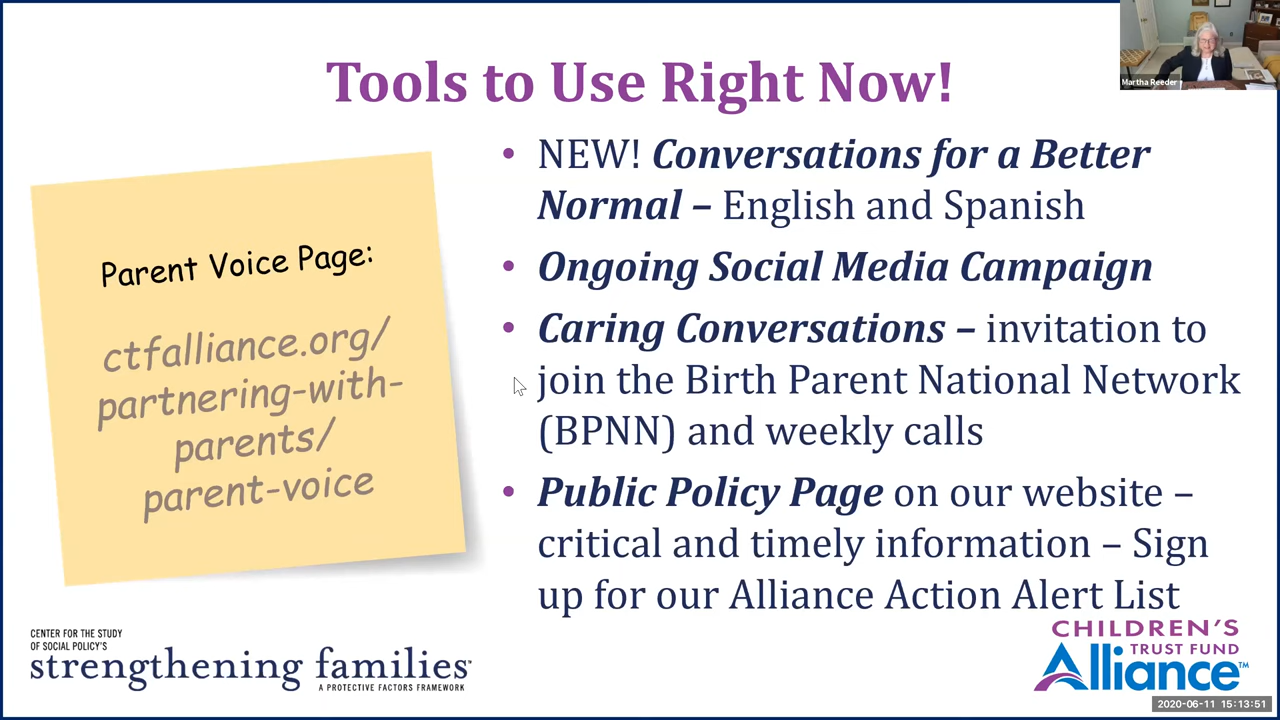 Tools to Use Right Now!
Martha Reeder
Parent Voice Page:
ctfalliance.org/
partnering-with-
parents/
parent-voice
• NEW! Conversations for a Better
Normal – English and Spanish
• Ongoing Social Media Campaign
• Caring Conversations – invitation to
join the Birth Parent National Network
(BPNN) and weekly calls
• Public Policy Page on our website –
critical and timely information – Sign
up for our Alliance Action Alert List
CENTER FOR THE STUDY
OF SOCIAL POLICY'S
strengthening families™
A PROTECTIVE FACTORS FRAMEWORK
CHILDREN'S
TRUST FUND
Alliance™
2020-06-11 15:13:51